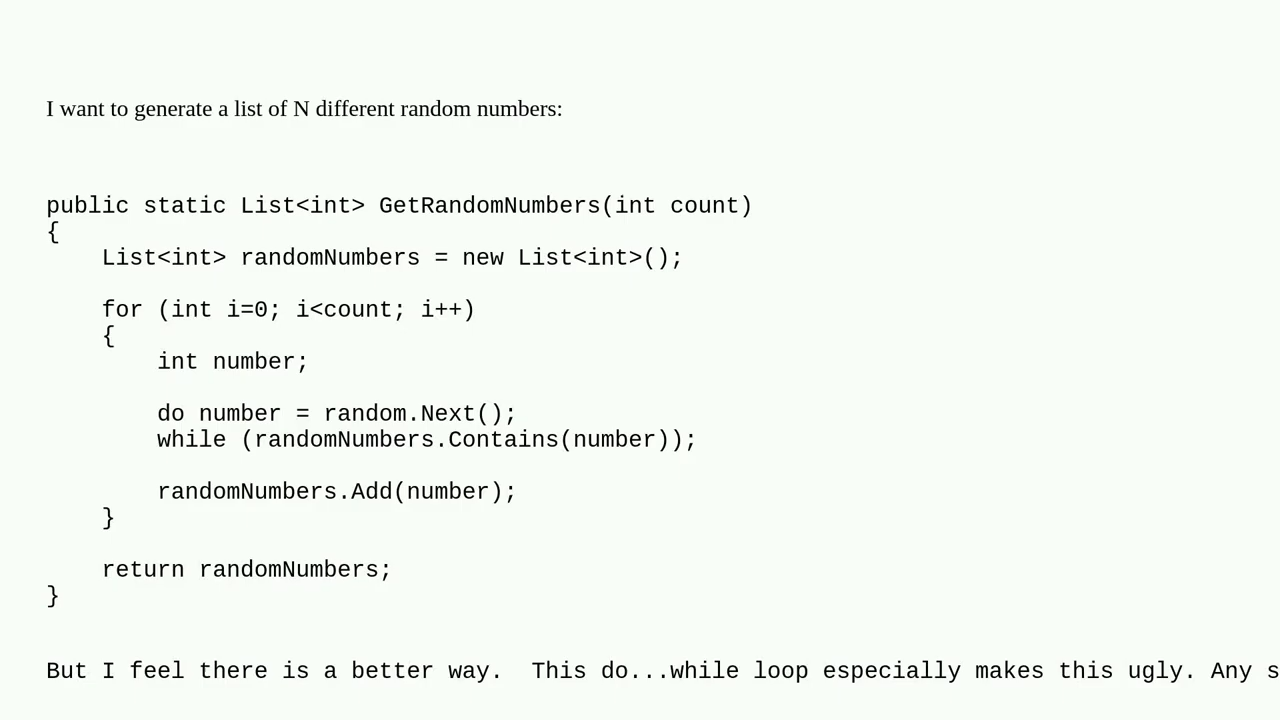 I want to generate a list of N different random numbers:
public static List<int> GetRandomNumbers(int count)
{
    List<int> randomNumbers = new List<int>();
    for (int i=0; i<count; i++)
    {
        int number;
        do number = random.Next();
        while (randomNumbers.Contains(number));
        randomNumbers.Add(number);
    }
    return randomNumbers;
}
But I feel there is a better way.  This do...while loop especially makes this ugly. Any